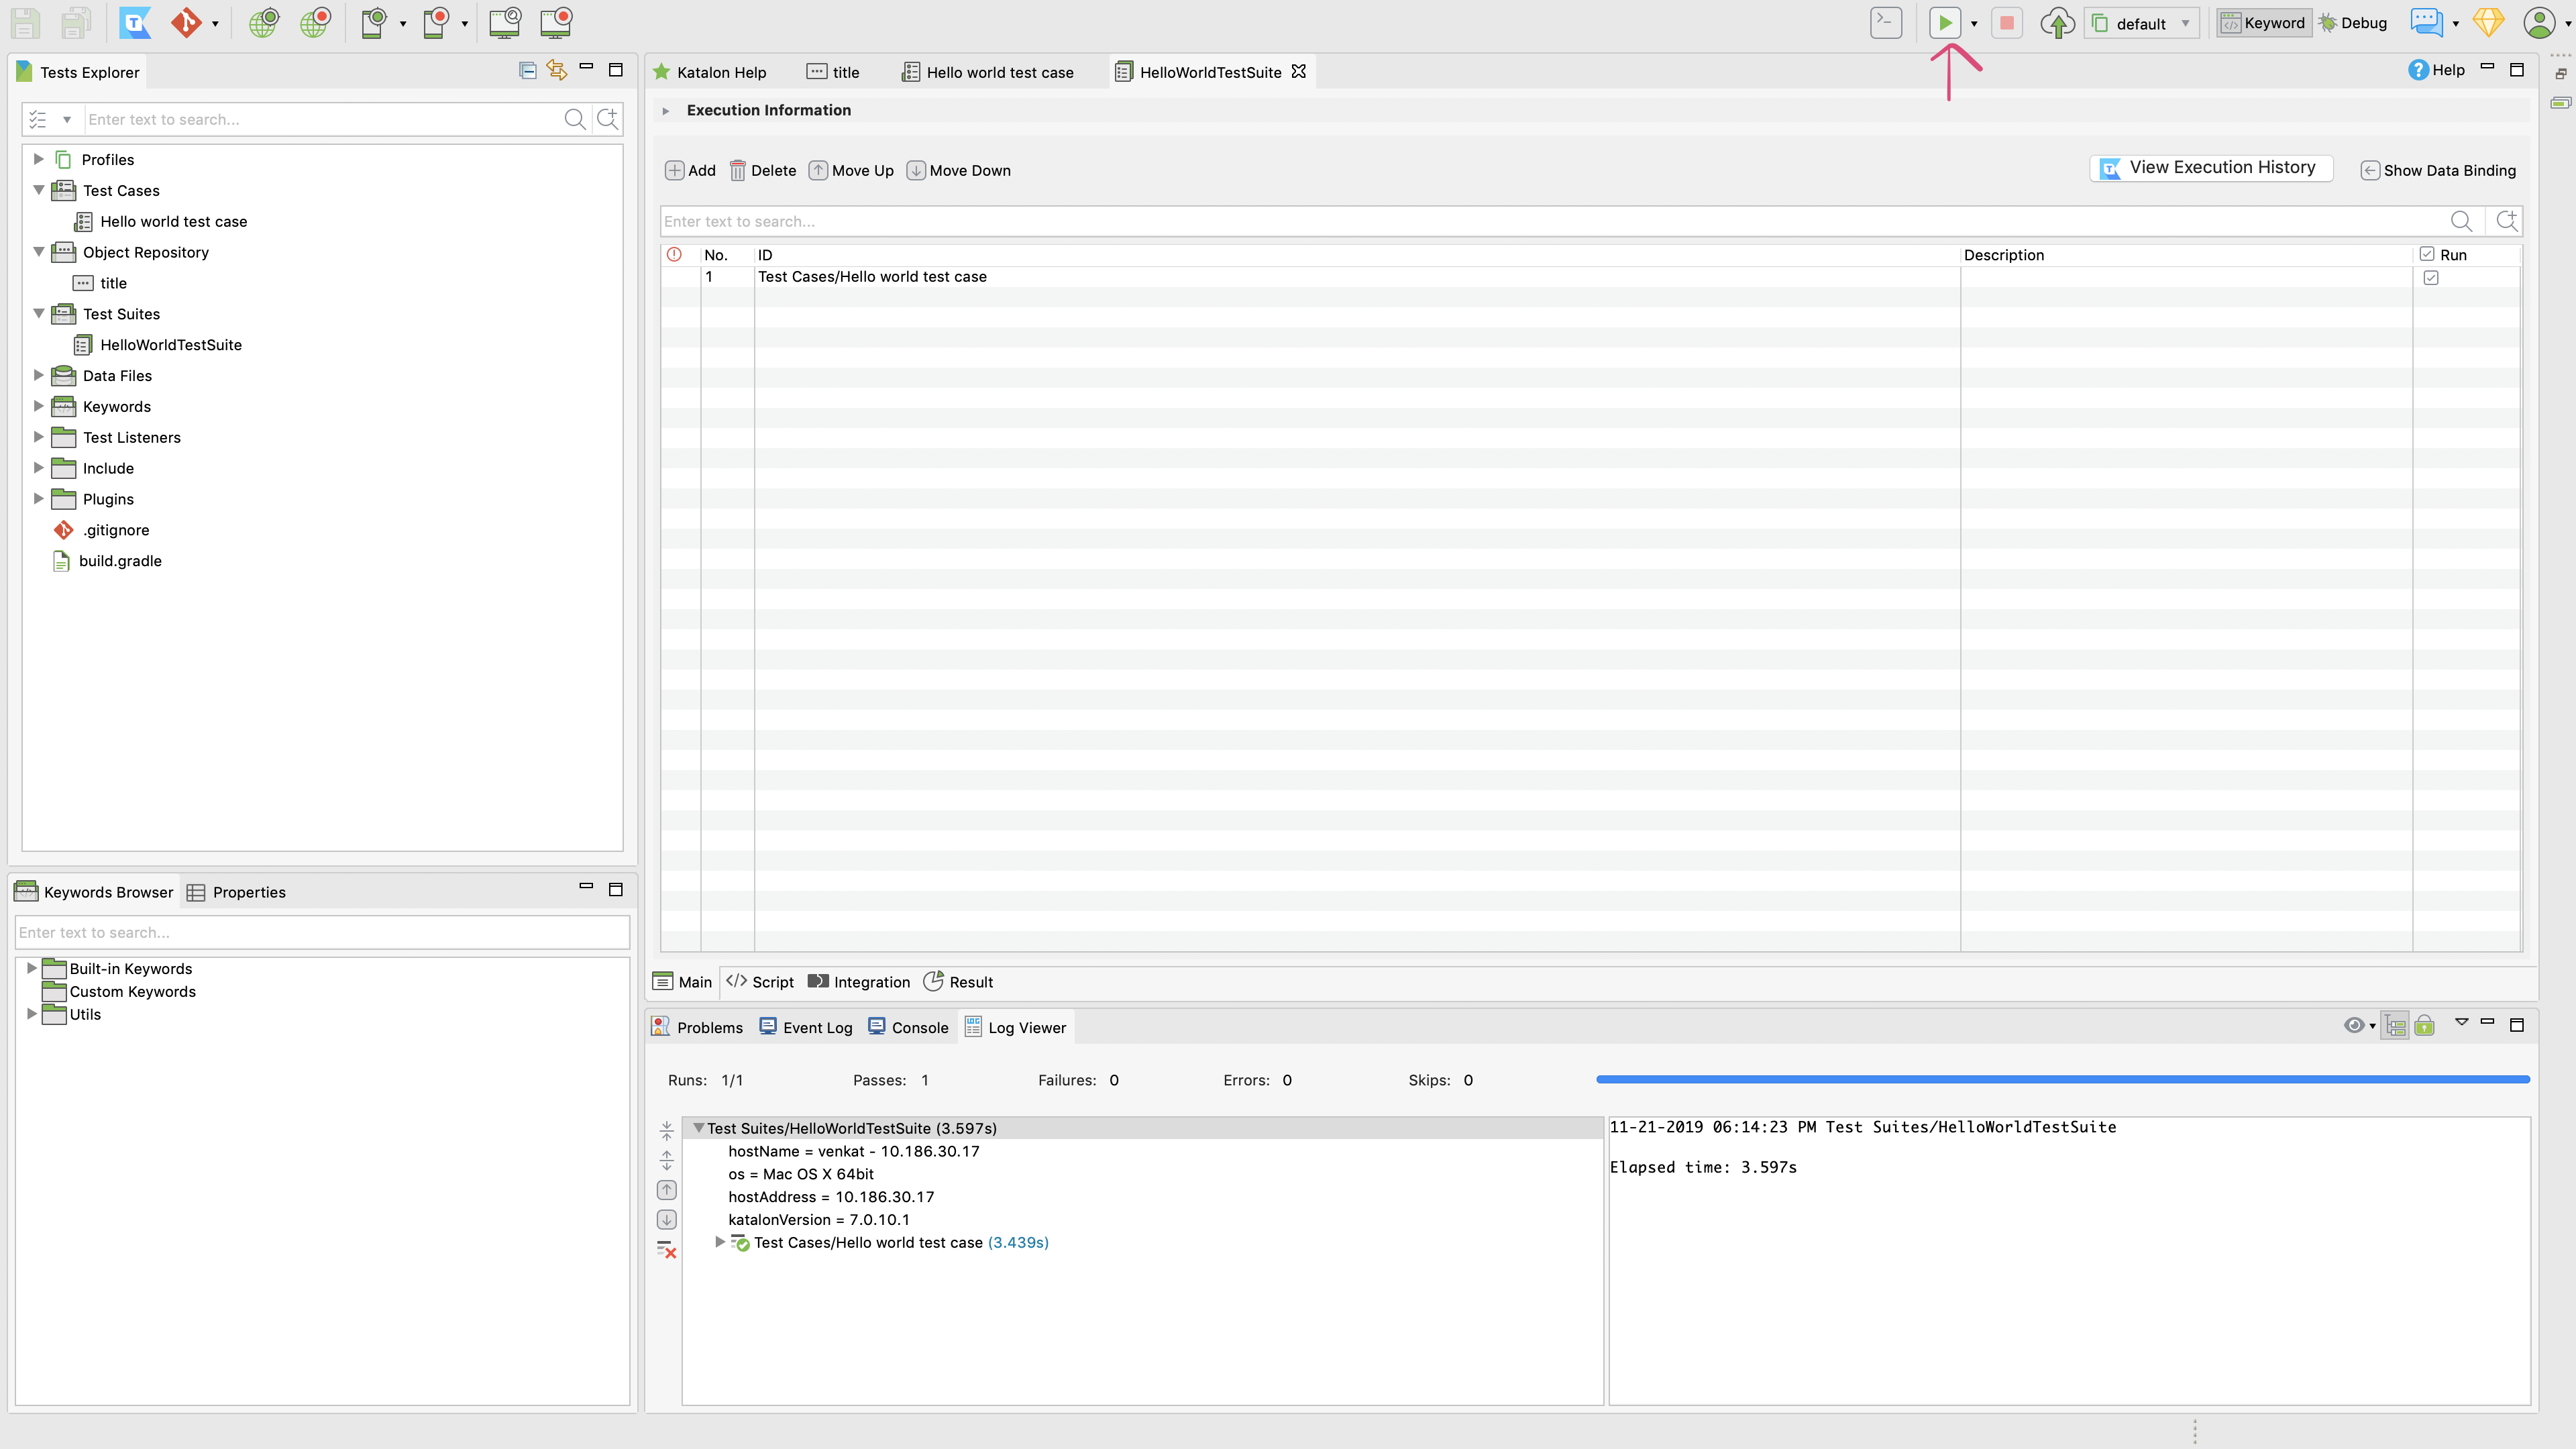 default
Keyword
Debug
Tests Explorer
Enter text to search...
Profiles
Test Cases
Hello world test case
Object Repository
title
Test Suites
HelloWorldTestSuite
Data Files
Keywords
Test Listeners
Include
Plugins
.gitignore
build.gradle
Keywords Browser
Properties
Enter text to search...
Built-in Keywords
Custom Keywords
Utils
Katalon Help
title
Hello world test case
HelloWorldTestSuite
Help
Execution Information
Add
Delete
Move Up
Move Down
View Execution History
Show Data Binding
Enter text to search...
No. ID Description Run
1 Test Cases/Hello world test case
Main
Script
Integration
Result
Problems
Event Log
Console
Log Viewer
Runs: 1/1 Passes: 1 Failures: 0 Errors: 0 Skips: 0
Test Suites/HelloWorldTestSuite (3.597s)
hostName = venkat - 10.186.30.17
os = Mac OS X 64bit
hostAddress = 10.186.30.17
katalonVersion = 7.0.10.1
Test Cases/Hello world test case (3.439s)
11-21-2019 06:14:23 PM Test Suites/HelloWorldTestSuite
Elapsed time: 3.597s